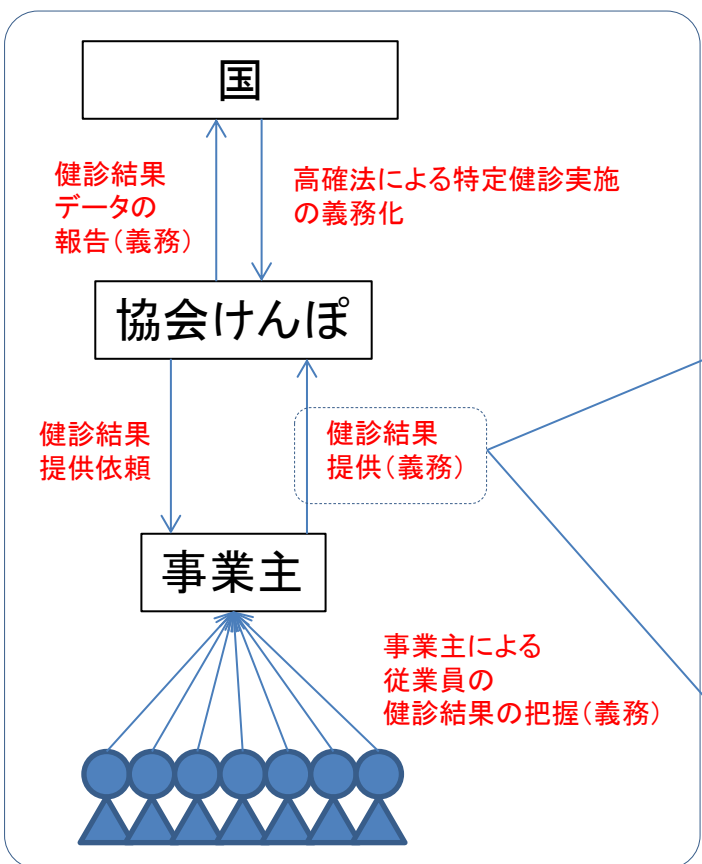 国
健診結果
データの
報告（義務）
高確法による特定健診実施
の義務化
協会けんぽ
健診結果
提供依頼
健診結果
提供（義務）
事業主
事業主による
従業員の
健診結果の把握（義務）